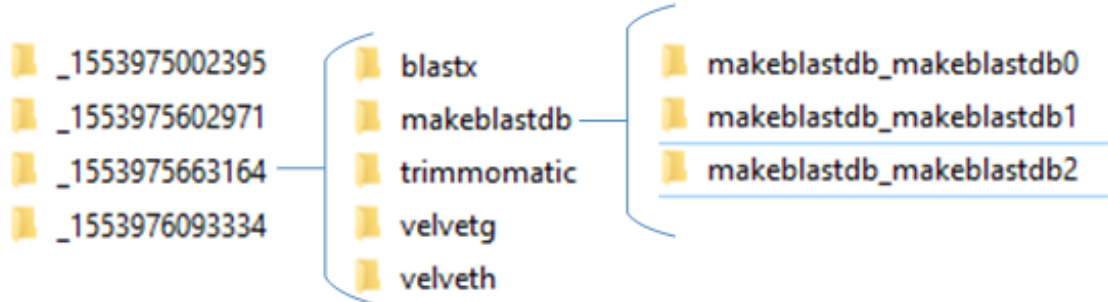 _1553975002395
_1553975602971
_1553975663164
_1553976093334
blastx
makeblastdb
trimmomatic
velvetg
velveth
makeblastdb_makeblastdb0
makeblastdb_makeblastdb1
makeblastdb_makeblastdb2